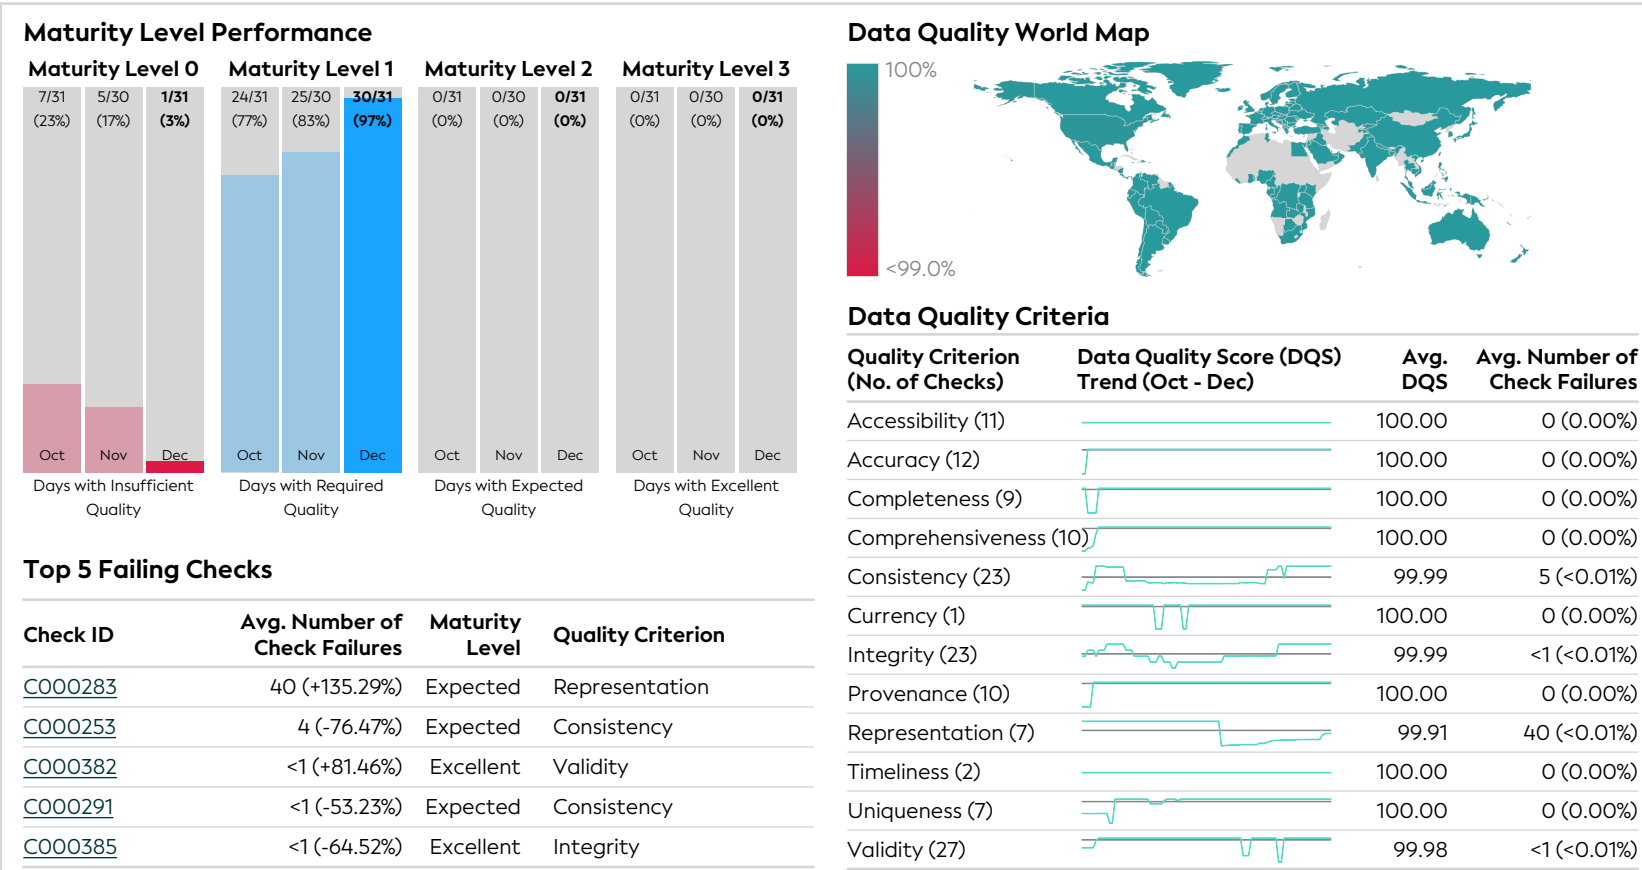 Maturity Level Performance
Maturity Level 0 Maturity Level 1 Maturity Level 2 Maturity Level 3
7/31 5/30 1/31 24/31 25/30 30/31 0/31 0/30 0/31 0/31 0/30 0/31
(23%) (17%) (3%) (77%) (83%) (97%) (0%) (0%) (0%) (0%) (0%) (0%)
Oct Nov Dec Oct Nov Dec Oct Nov Dec Oct Nov Dec
Days with Insufficient Days with Required Days with Expected Days with Excellent
Quality Quality Quality Quality
Top 5 Failing Checks
Check ID Avg. Number of Check Failures Maturity Level Quality Criterion
C000283 40 (+135.29%) Expected Representation
C000253 4 (-76.47%) Expected Consistency
C000382 <1 (+81.46%) Excellent Validity
C000291 <1 (-53.23%) Expected Consistency
C000385 <1 (-64.52%) Excellent Integrity
Data Quality World Map
100%
<99.0%
Data Quality Criteria
Quality Criterion Data Quality Score (DQS) Avg. Avg. Number of
(No. of Checks) Trend (Oct - Dec) DQS Check Failures
Accessibility (11) 100.00 0 (0.00%)
Accuracy (12) 100.00 0 (0.00%)
Completeness (9) 100.00 0 (0.00%)
Comprehensiveness (10) 100.00 0 (0.00%)
Consistency (23) 99.99 5 (<0.01%)
Currency (1) 100.00 0 (0.00%)
Integrity (23) 99.99 <1 (<0.01%)
Provenance (10) 100.00 0 (0.00%)
Representation (7) 99.91 40 (<0.01%)
Timeliness (2) 100.00 0 (0.00%)
Uniqueness (7) 100.00 0 (0.00%)
Validity (27) 99.98 <1 (<0.01%)